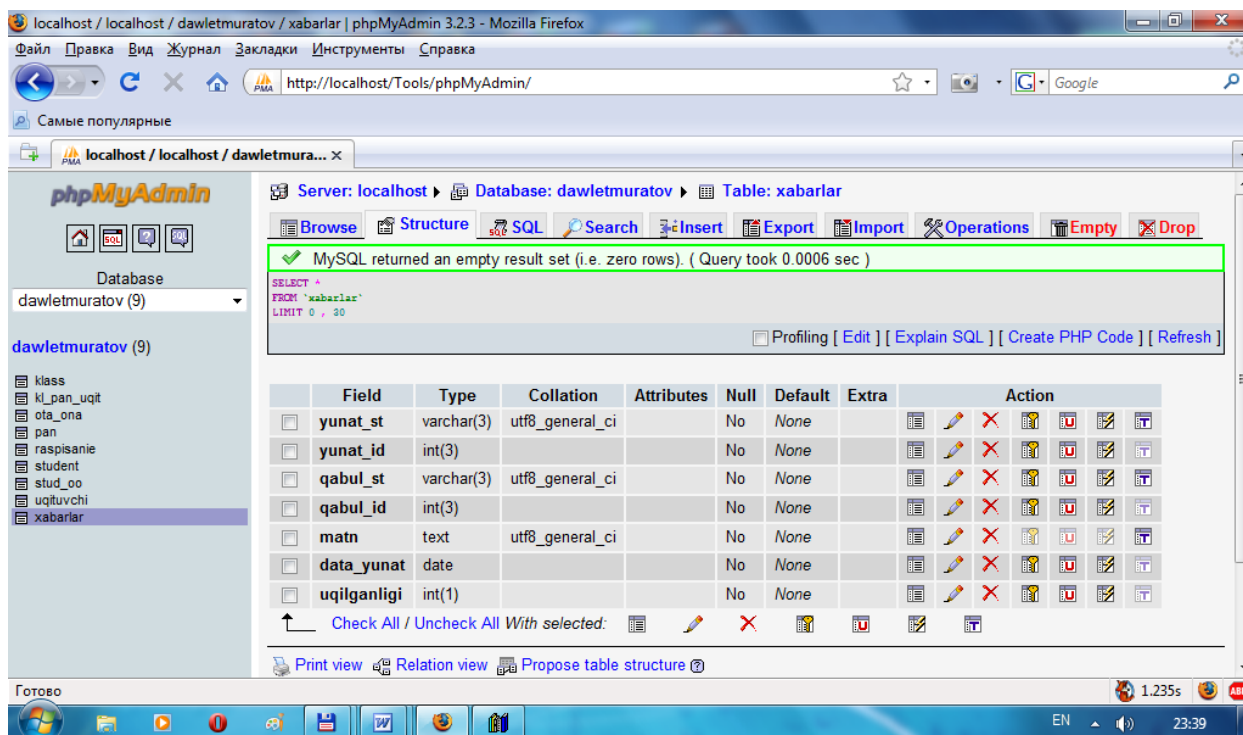 localhost / localhost / dawletmuratov / xabarlar | phpMyAdmin 3.2.3 - Mozilla Firefox
Файл Правка Вид Журнал Закладки Инструменты Справка
PMA http://localhost/Tools/phpMyAdmin/ G Google
Самые популярные
PMA localhost / localhost / dawletmura...
phpMyAdmin
SQL SQL
Database
dawletmuratov (9)
dawletmuratov (9)
klass
kl_pan_uqit
ota_ona
pan
raspisanie
student
stud_oo
uqituvchi
xabarlar
Server: localhost Database: dawletmuratov Table: xabarlar
Browse Structure SQL Search Insert Export Import Operations Empty Drop
MySQL returned an empty result set (i.e. zero rows). ( Query took 0.0006 sec )
SELECT *
FROM `xabarlar`
LIMIT 0 , 30
Profiling [ Edit ] [ Explain SQL ] [ Create PHP Code ] [ Refresh ]
Field Type Collation Attributes Null Default Extra Action
yunat_st varchar(3) utf8_general_ci No None
yunat_id int(3) No None
qabul_st varchar(3) utf8_general_ci No None
qabul_id int(3) No None
matn text utf8_general_ci No None
data_yunat date No None
uqilganligi int(1) No None
Check All / Uncheck All With selected:
Print view Relation view Propose table structure
Готово 1.235s
EN 23:39